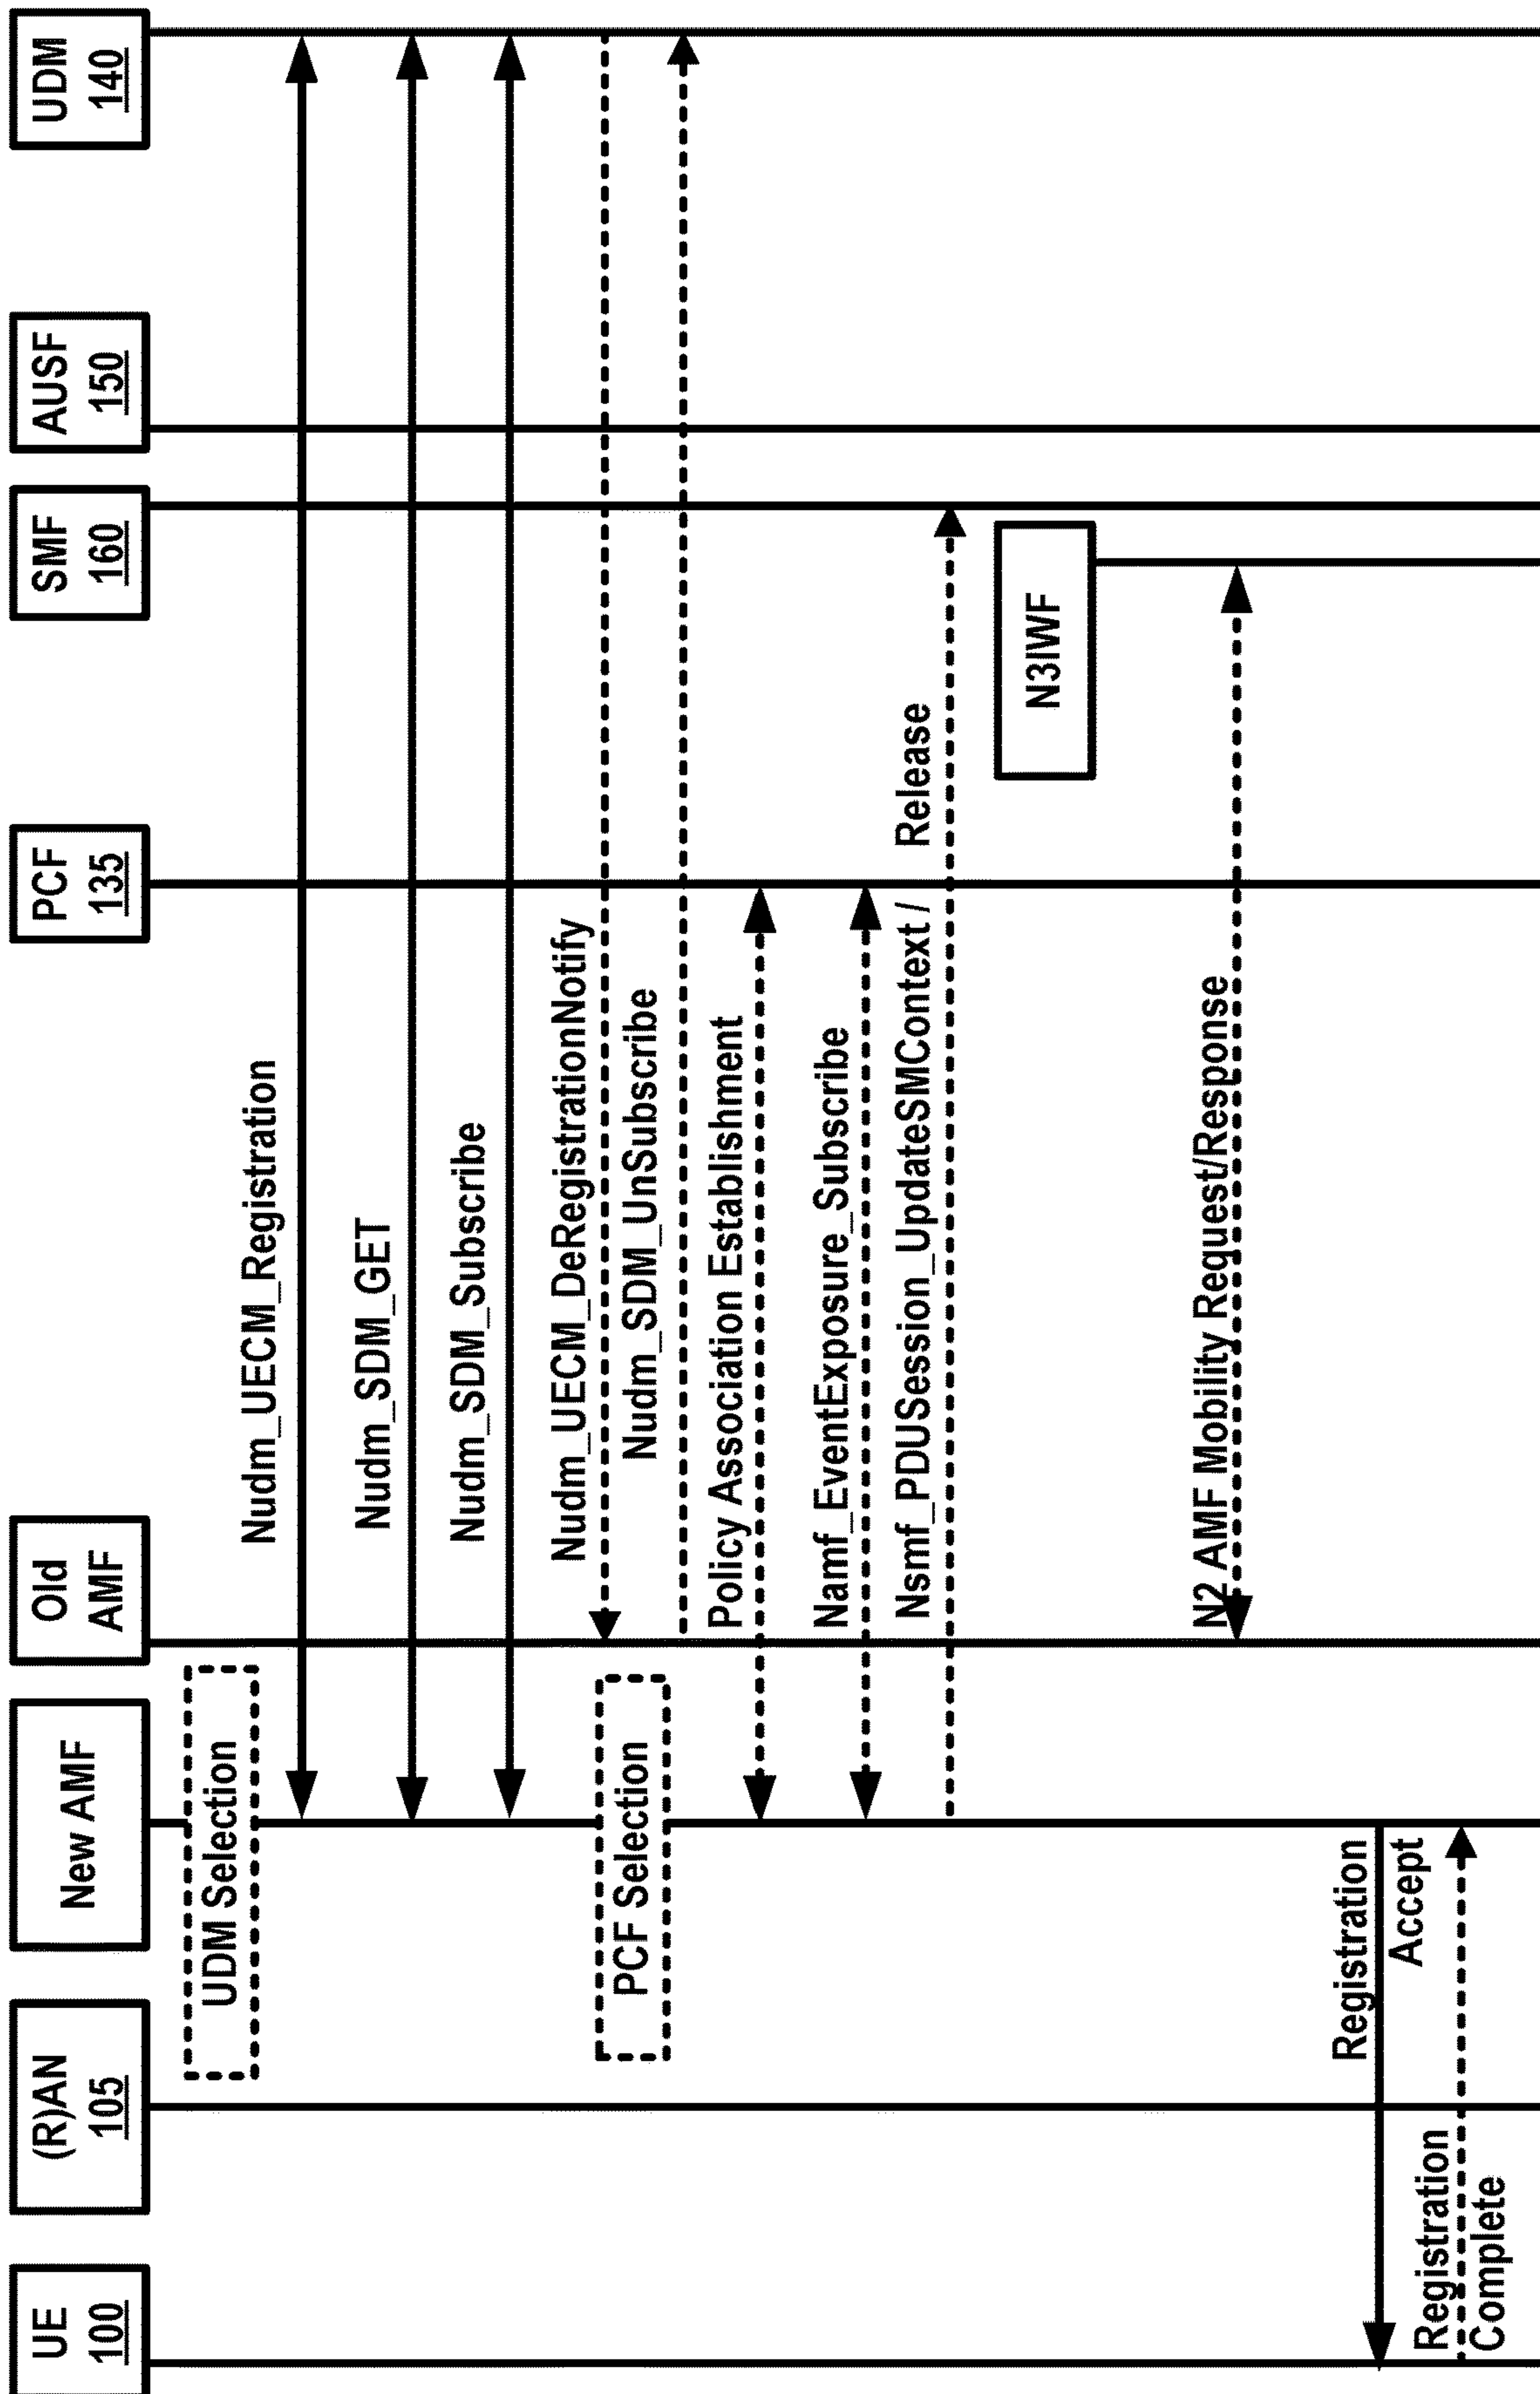 UE
100
(R)AN
105
New AMF
Old
AMF
PCF
135
SMF
160
AUSF
150
UDM
140
UDM Selection
Nudm_UECM_Registration
Nudm_SDM_GET
Nudm_SDM_Subscribe
Nudm_UECM_DeRegistrationNotify
PCF Selection
Nudm_SDM_UnSubscribe
Policy Association Establishment
Namf_EventExposure_Subscribe
Nsmf_PDUSession_UpdateSMContext / Release
N3IWF
N2 AMF Mobility Request/Response
Registration
Accept
Registration
Complete